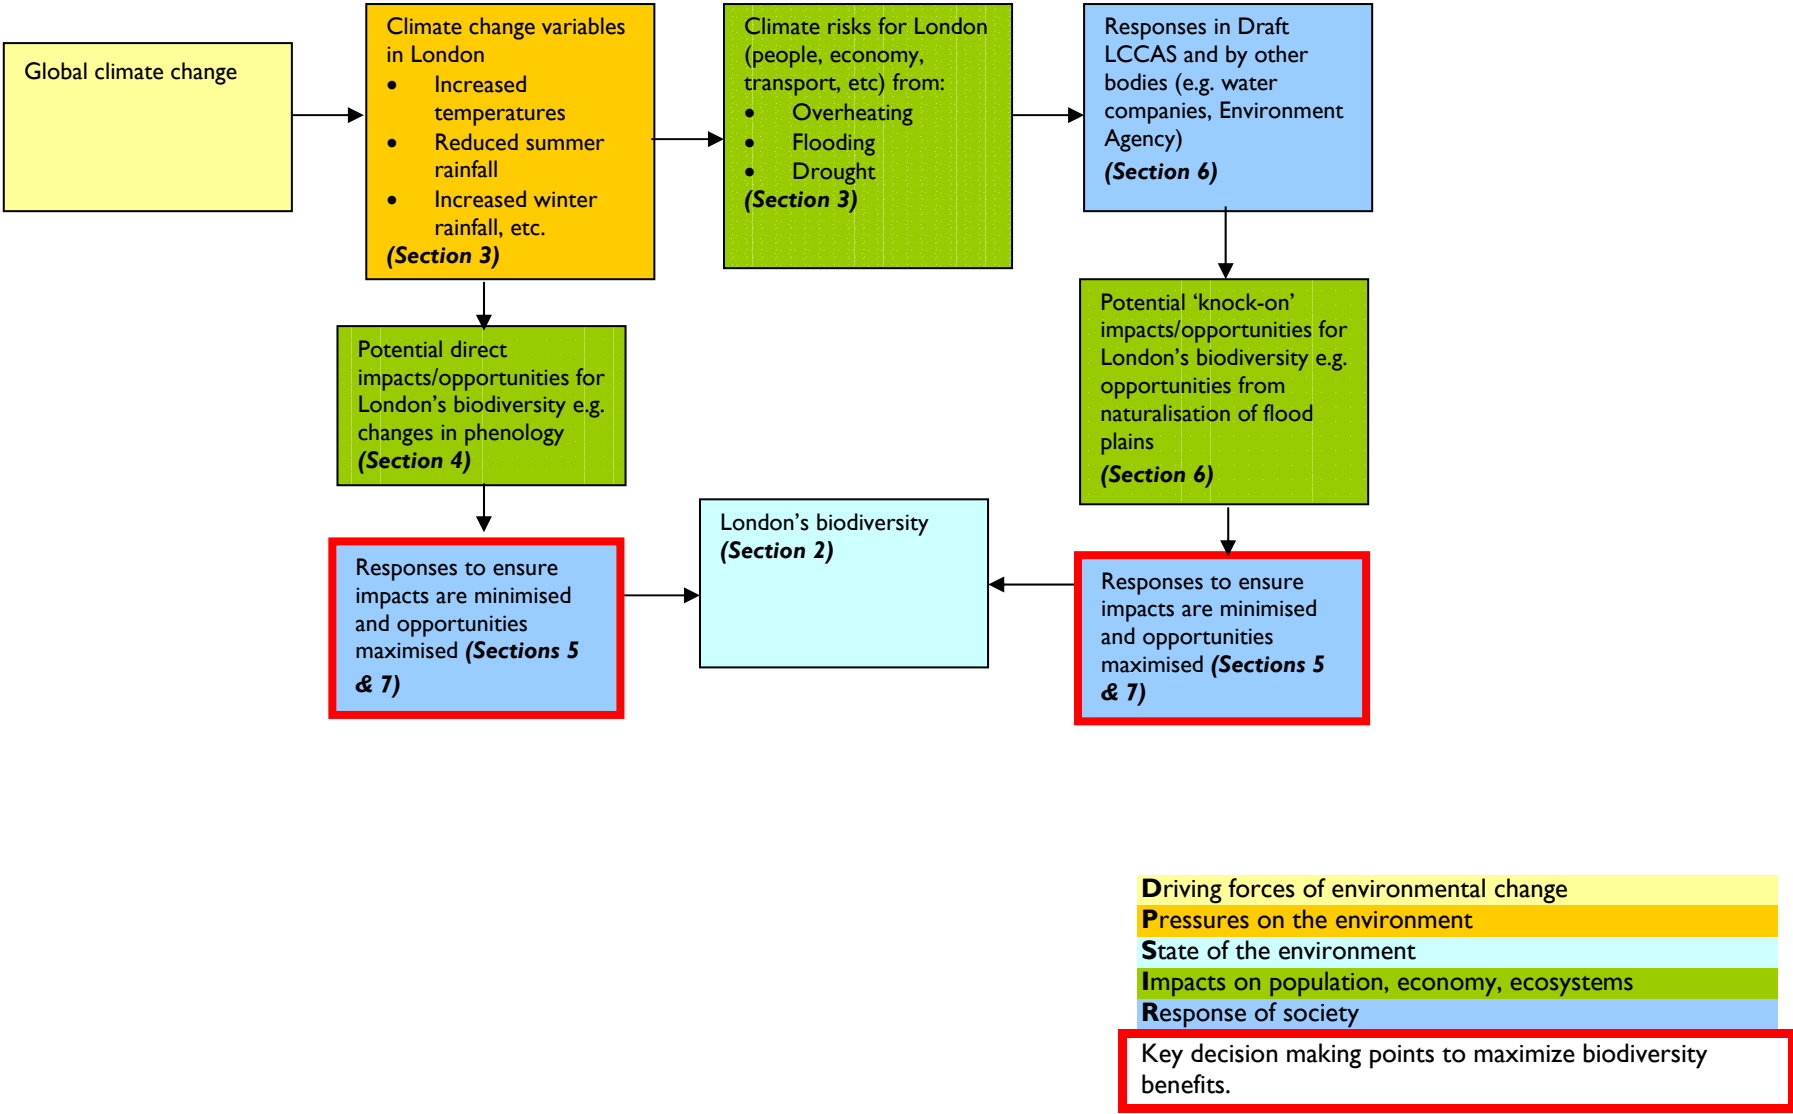 Global climate change
Climate change variables
in London
• Increased
temperatures
• Reduced summer
rainfall
• Increased winter
rainfall, etc.
(Section 3)
Climate risks for London
(people, economy,
transport, etc) from:
• Overheating
• Flooding
• Drought
(Section 3)
Responses in Draft
LCCAS and by other
bodies (e.g. water
companies, Environment
Agency)
(Section 6)
Potential direct
impacts/opportunities for
London’s biodiversity e.g.
changes in phenology
(Section 4)
Potential ‘knock-on’
impacts/opportunities for
London’s biodiversity e.g.
opportunities from
naturalisation of flood
plains
(Section 6)
Responses to ensure
impacts are minimised
and opportunities
maximised (Sections 5
& 7)
London’s biodiversity
(Section 2)
Responses to ensure
impacts are minimised
and opportunities
maximised (Sections 5
& 7)
Driving forces of environmental change
Pressures on the environment
State of the environment
Impacts on population, economy, ecosystems
Response of society
Key decision making points to maximize biodiversity
benefits.